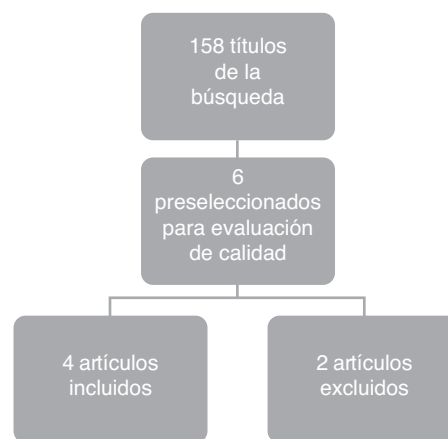 158 títulos
de la
búsqueda
6
preseleccionados
para evaluación
de calidad
4 artículos
incluidos
2 artículos
excluidos